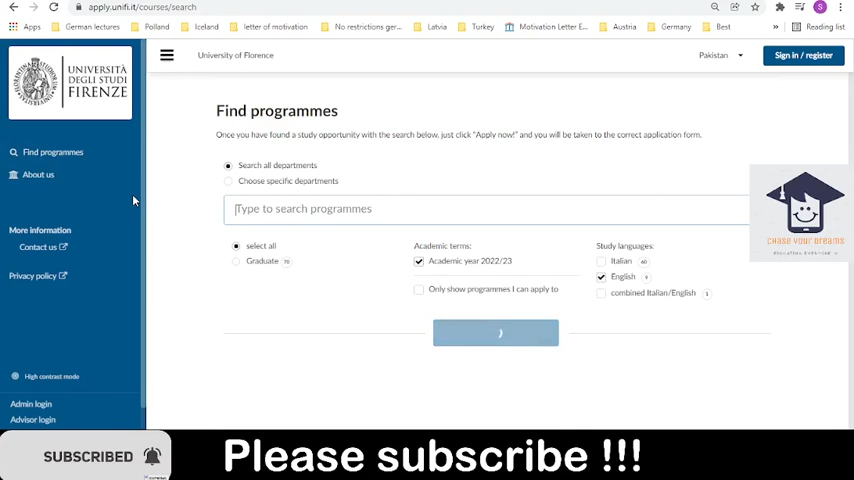 apply.unifi.it/courses/search
Apps
German lectures
Polland
Iceland
letter of motivation
No restrictions ger...
Latvia
Turkey
Motivation Letter E...
Austria
Germany
Best
»
Reading list
UNIVERSITÀ
DEGLI STUDI
FIRENZE
University of Florence
Pakistan
Sign in / register
Find programmes
About us
More information
Contact us
Privacy policy
High contrast mode
Admin login
Advisor login
Find programmes
Once you have found a study opportunity with the search below, just click "Apply now!" and you will be taken to the correct application form.
Search all departments
Choose specific departments
Type to search programmes
select all
Graduate 70
Academic terms:
Academic year 2022/23
Only show programmes I can apply to
Study languages:
Italian 60
English 9
combined Italian/English 1
CHASE YOUR DREAMS
SUBSCRIBED
Please subscribe !!!